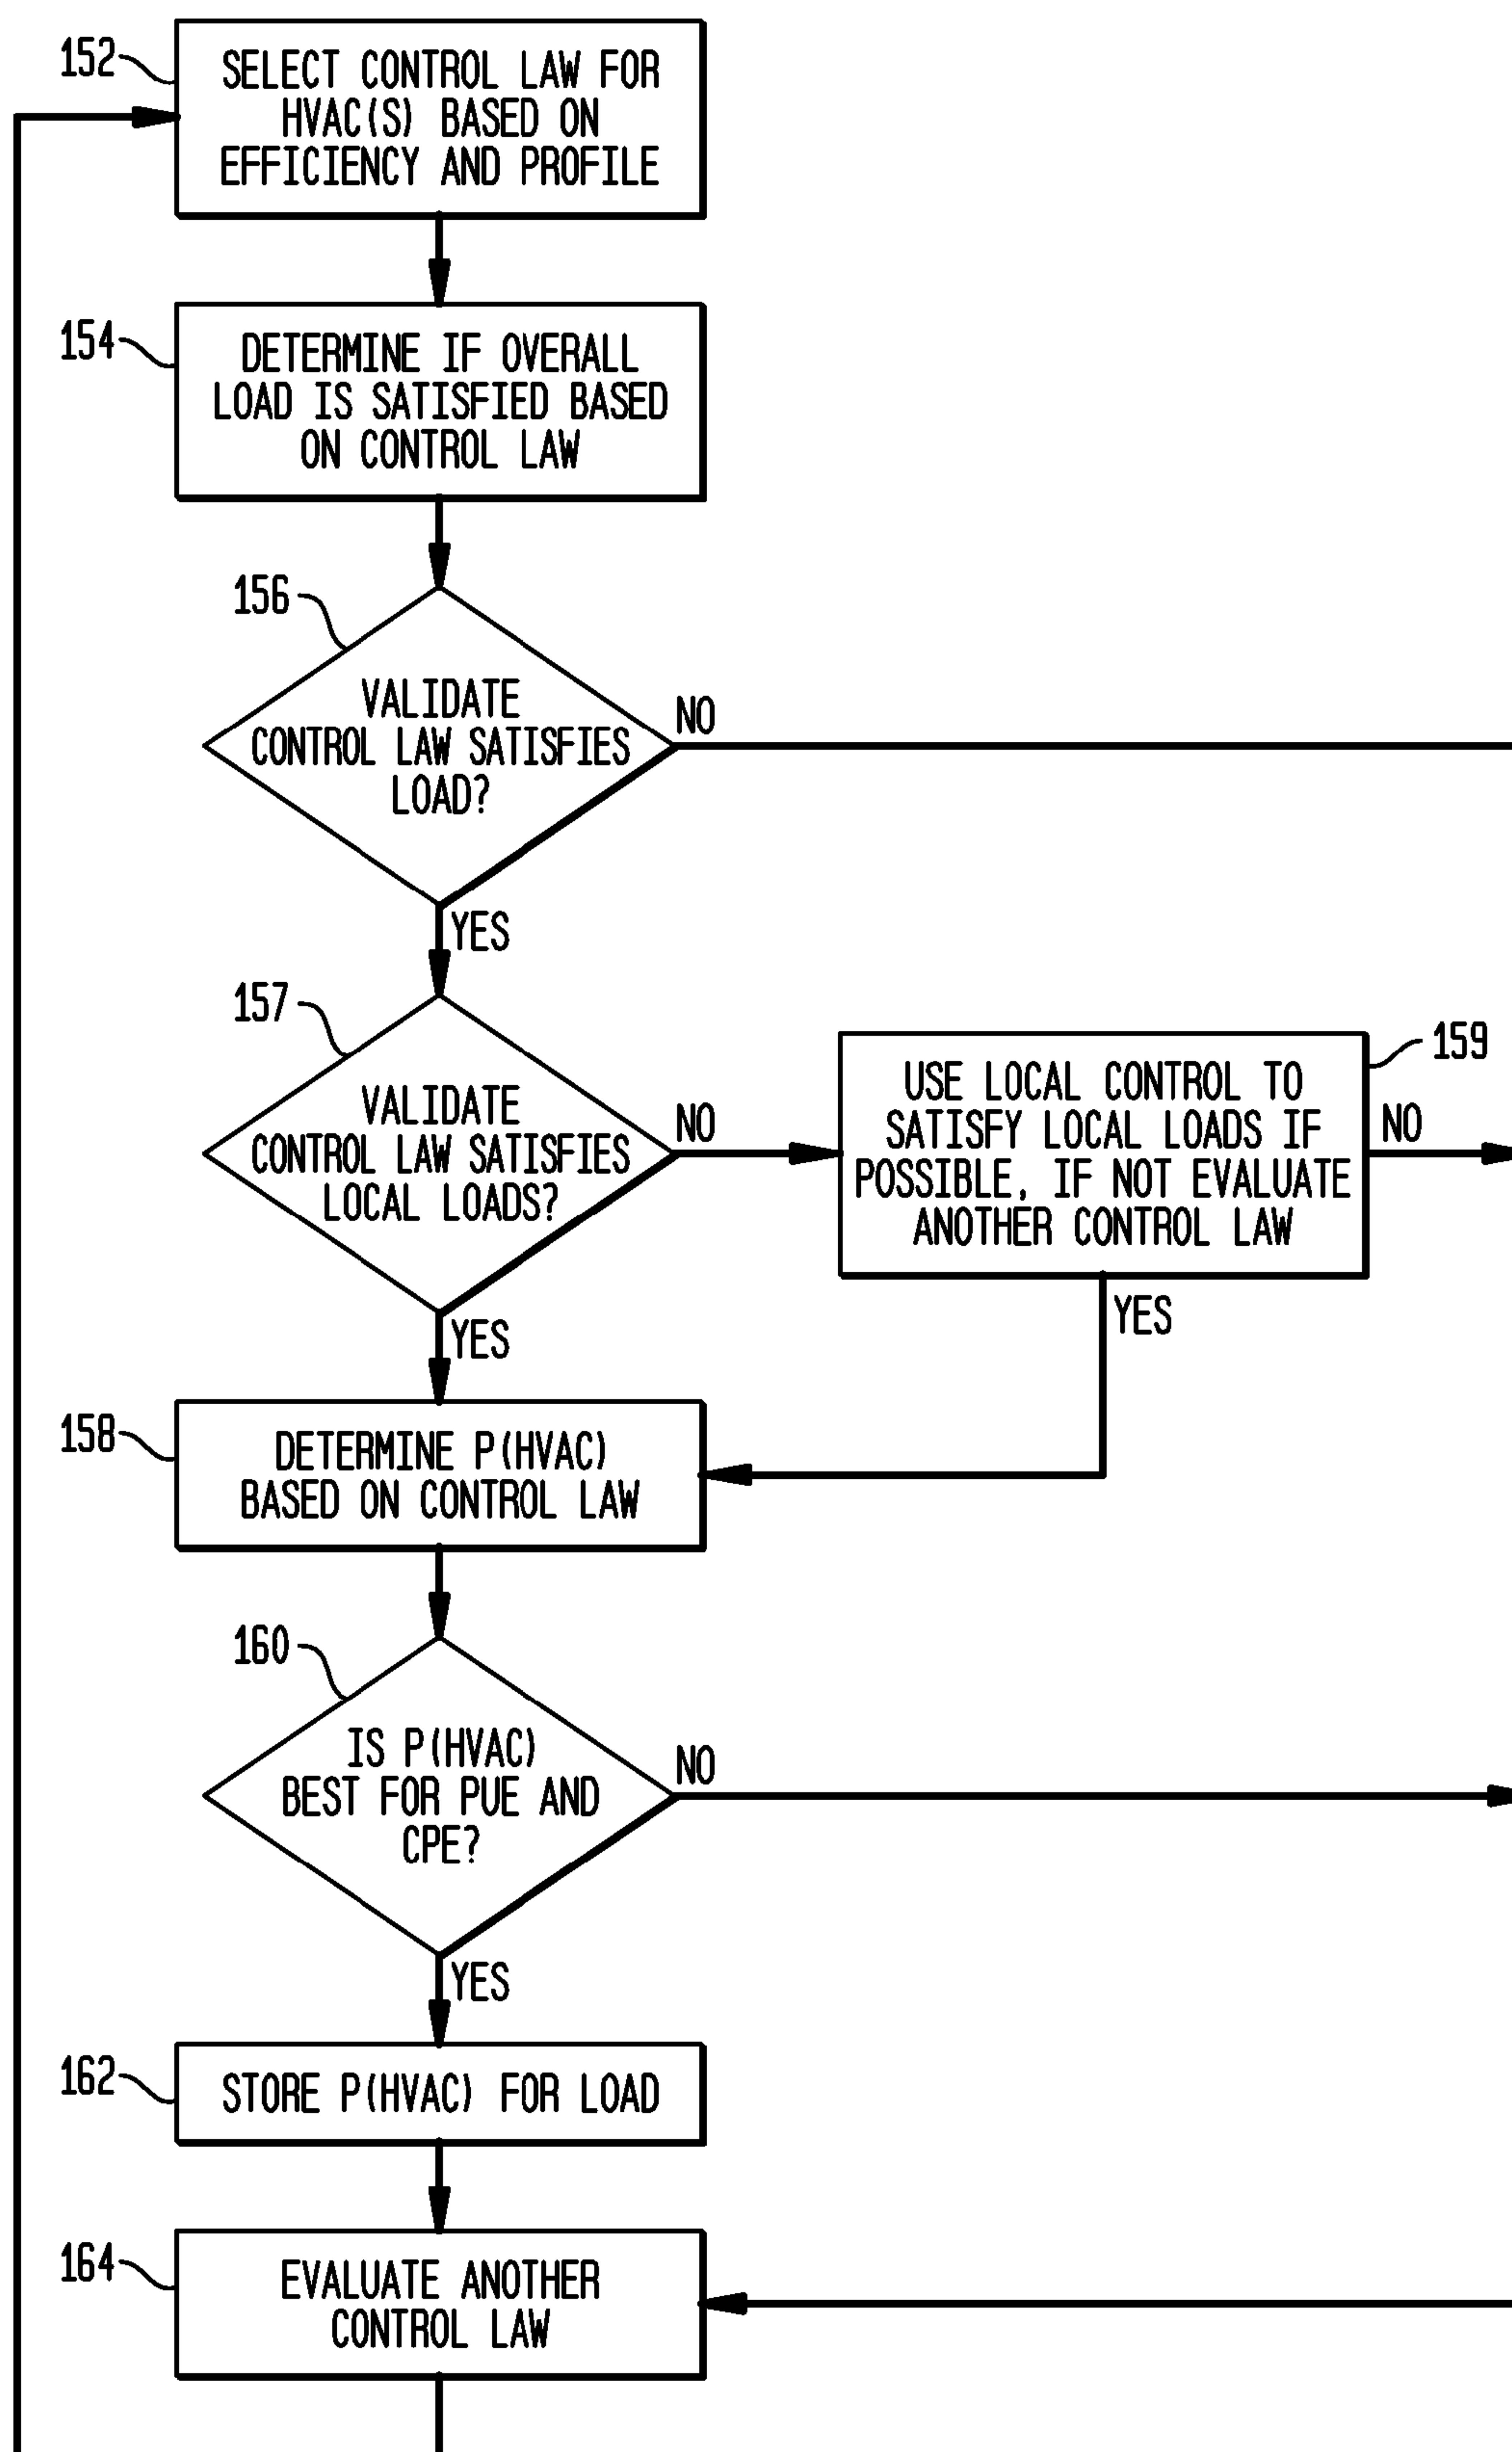 152
SELECT CONTROL LAW FOR
HVAC(S) BASED ON
EFFICIENCY AND PROFILE
154
DETERMINE IF OVERALL
LOAD IS SATISFIED BASED
ON CONTROL LAW
156
VALIDATE
CONTROL LAW SATISFIES
LOAD?
NO
YES
157
VALIDATE
CONTROL LAW SATISFIES
LOCAL LOADS?
NO
YES
159
USE LOCAL CONTROL TO
SATISFY LOCAL LOADS IF
POSSIBLE, IF NOT EVALUATE
ANOTHER CONTROL LAW
NO
YES
158
DETERMINE P(HVAC)
BASED ON CONTROL LAW
160
IS P(HVAC)
BEST FOR PUE AND
CPE?
NO
YES
162
STORE P(HVAC) FOR LOAD
164
EVALUATE ANOTHER
CONTROL LAW